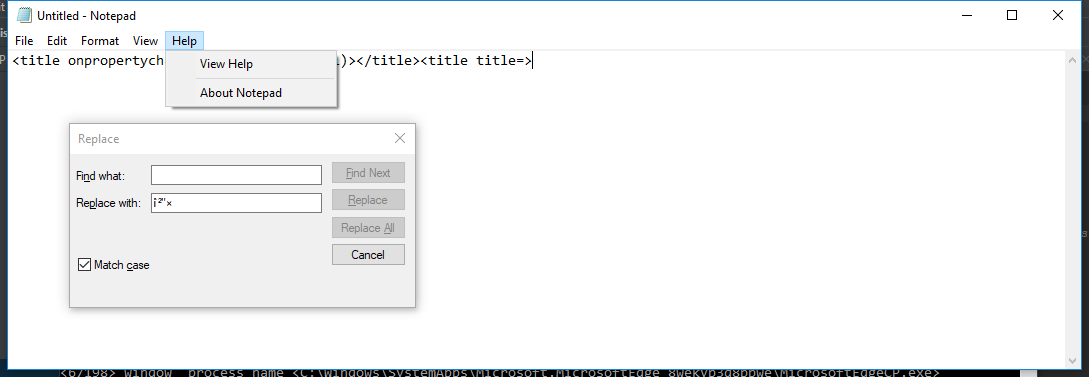 Untitled - Notepad
File Edit Format View Help
<title onpropertych )></title><title title=>
View Help
About Notepad
Replace
Find what:
Find Next
Replace with:
Replace
Replace All
Cancel
Match case
<6/198> window process name <C:\Windows\SystemApps\Microsoft.MicrosoftEdge_8wekyb3d8bbwe\MicrosoftEdgeCP.exe>